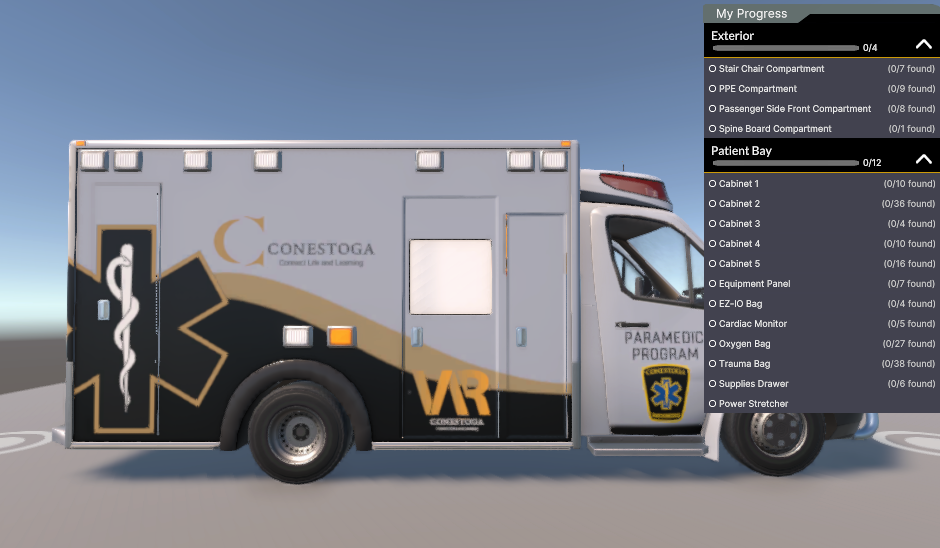 My Progress
Exterior
0/4
Stair Chair Compartment (0/7 found)
PPE Compartment (0/9 found)
Passenger Side Front Compartment (0/8 found)
Spine Board Compartment (0/1 found)
Patient Bay
0/12
Cabinet 1 (0/10 found)
Cabinet 2 (0/36 found)
Cabinet 3 (0/4 found)
Cabinet 4 (0/10 found)
Cabinet 5 (0/16 found)
Equipment Panel (0/7 found)
EZ-IO Bag (0/4 found)
Cardiac Monitor (0/5 found)
Oxygen Bag (0/27 found)
Trauma Bag (0/38 found)
Supplies Drawer (0/6 found)
Power Stretcher
C CONESTOGA
Connect Life and Learning
VR
CONESTOGA
PARAMEDIC
PROGRAM
CONESTOGA